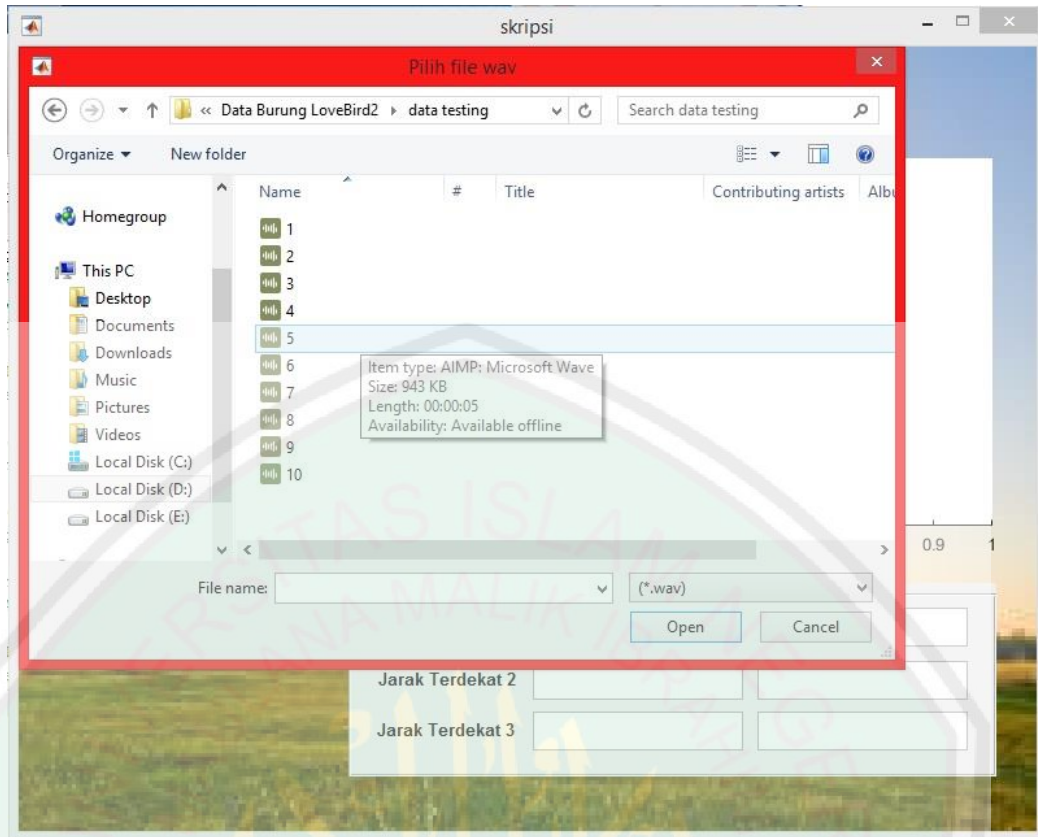 skripsi
Pilih file wav
« Data Burung LoveBird2 data testing
Search data testing
Organize
New folder
Name # Title Contributing artists
Homegroup
This PC
Desktop
Documents
Downloads
Music
Pictures
Videos
Local Disk (C:)
Local Disk (D:)
Local Disk (E:)
1
2
3
4
5
6
7
8
9
10
Item type: AIMP: Microsoft Wave
Size: 943 KB
Length: 00:00:05
Availability: Available offline
File name:
(*.wav)
Open
Cancel
0.9 1
Jarak Terdekat 2
Jarak Terdekat 3